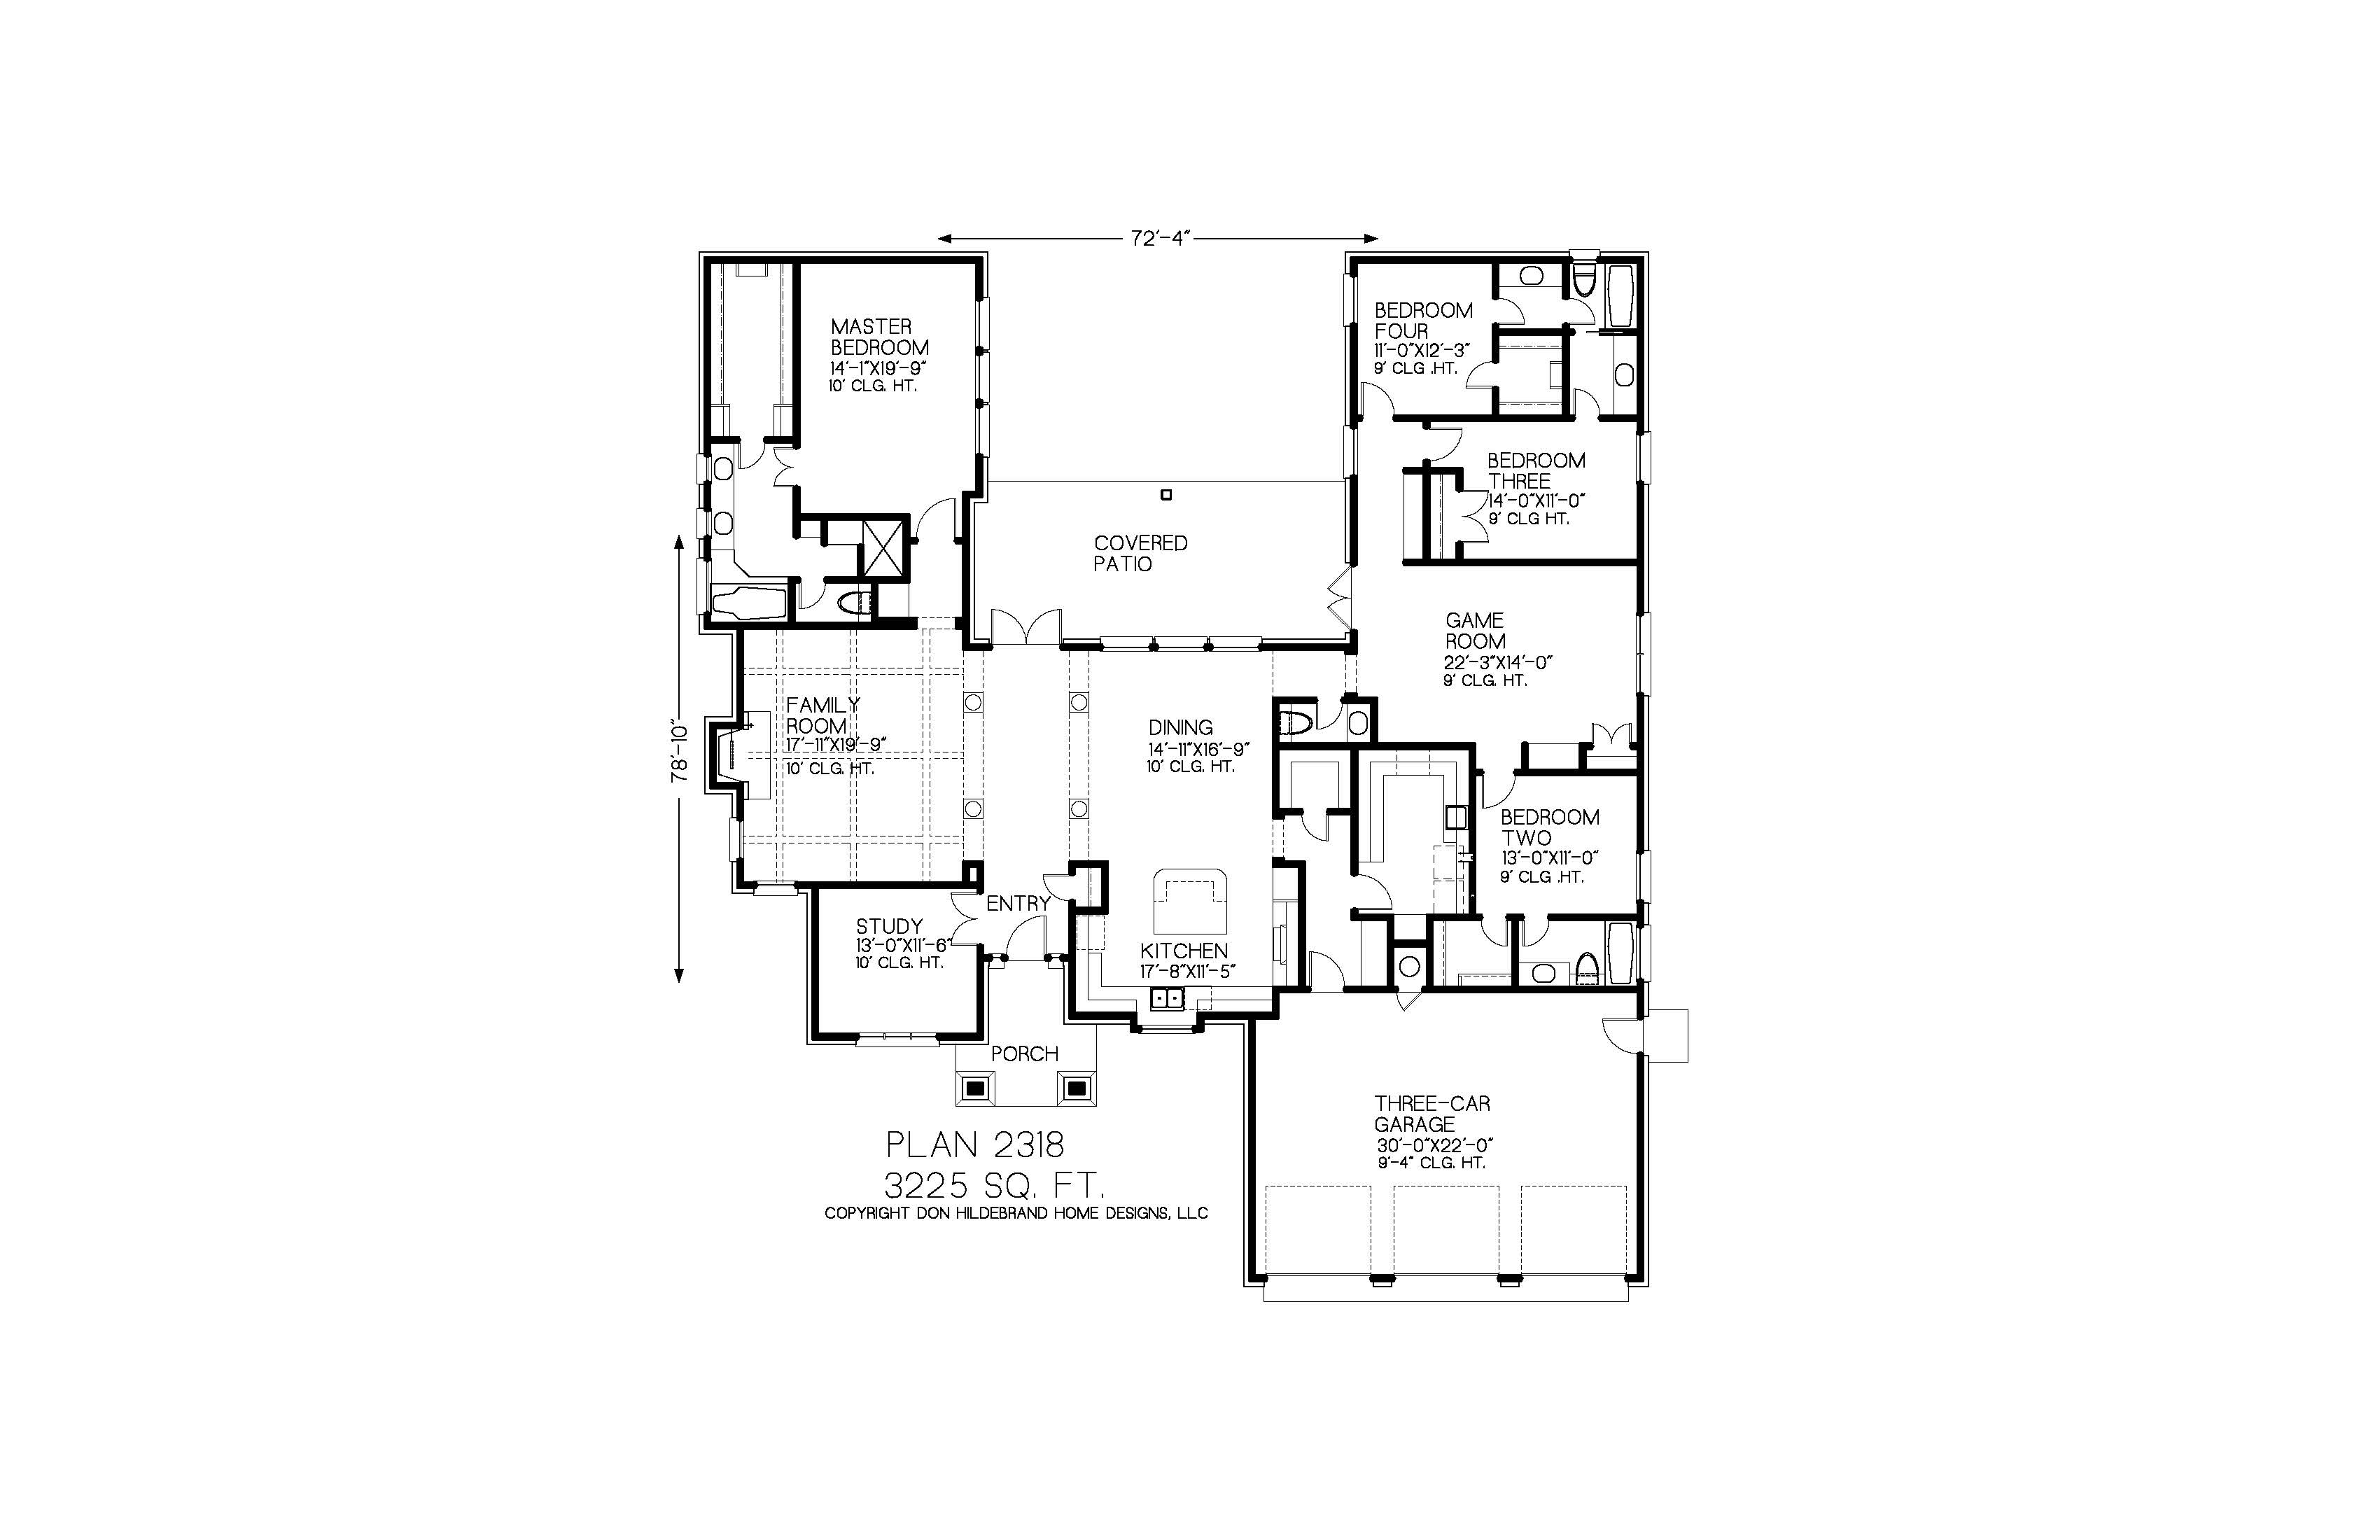 72'-4"
MASTER
BEDROOM
14'-1"X19'-9"
10' CLG. HT.
BEDROOM
FOUR
11'-0"X12'-3"
9' CLG .HT.
BEDROOM
THREE
14'-0"X11'-0"
9' CLG HT.
COVERED
PATIO
GAME
ROOM
22'-3"X14'-0"
9' CLG. HT.
78'-10"
FAMILY
ROOM
17'-11"X19'-9"
10' CLG. HT.
DINING
14'-11"X16'-9"
10' CLG. HT.
BEDROOM
TWO
13'-0"X11'-0"
9' CLG .HT.
ENTRY
STUDY
13'-0"X11'-6"
10' CLG. HT.
KITCHEN
17'-8"X11'-5"
PORCH
THREE-CAR
GARAGE
30'-0"X22'-0"
9'-4" CLG. HT.
PLAN 2318
3225 SQ. FT.
COPYRIGHT DON HILDEBRAND HOME DESIGNS, LLC